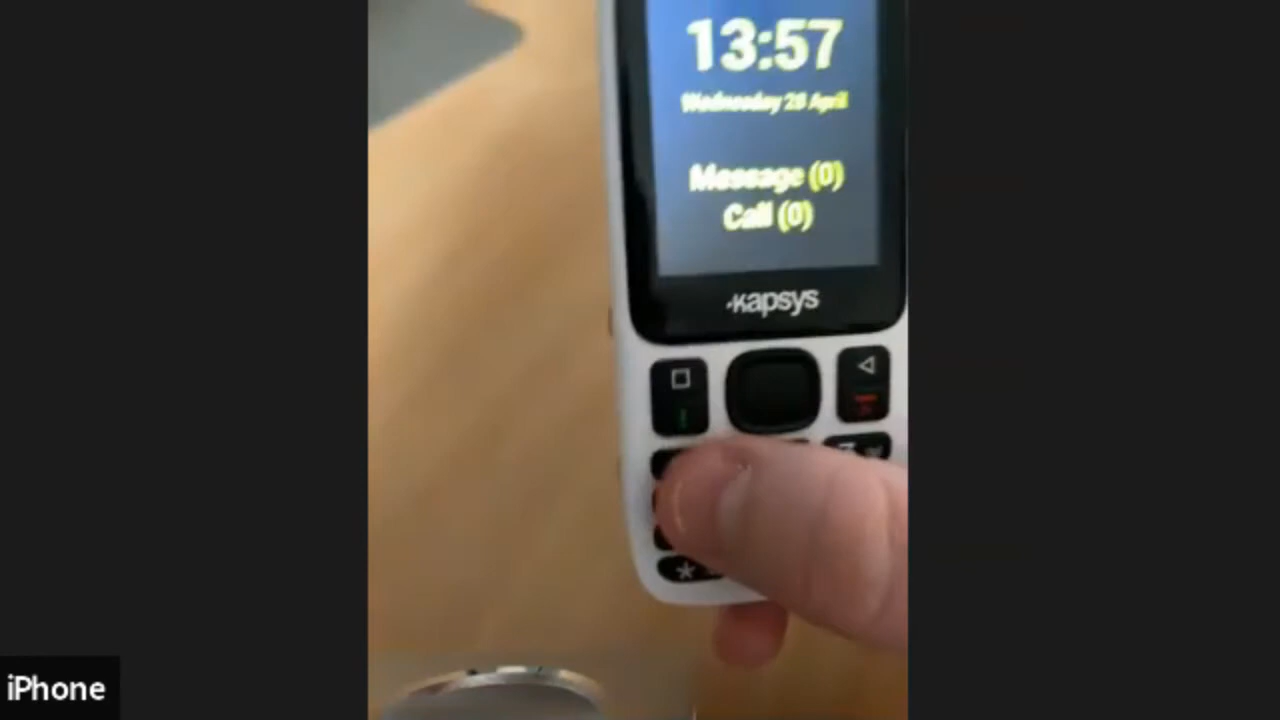 13:57
Wednesday 28 April
Message (0)
Call (0)
kapsys
*
iPhone